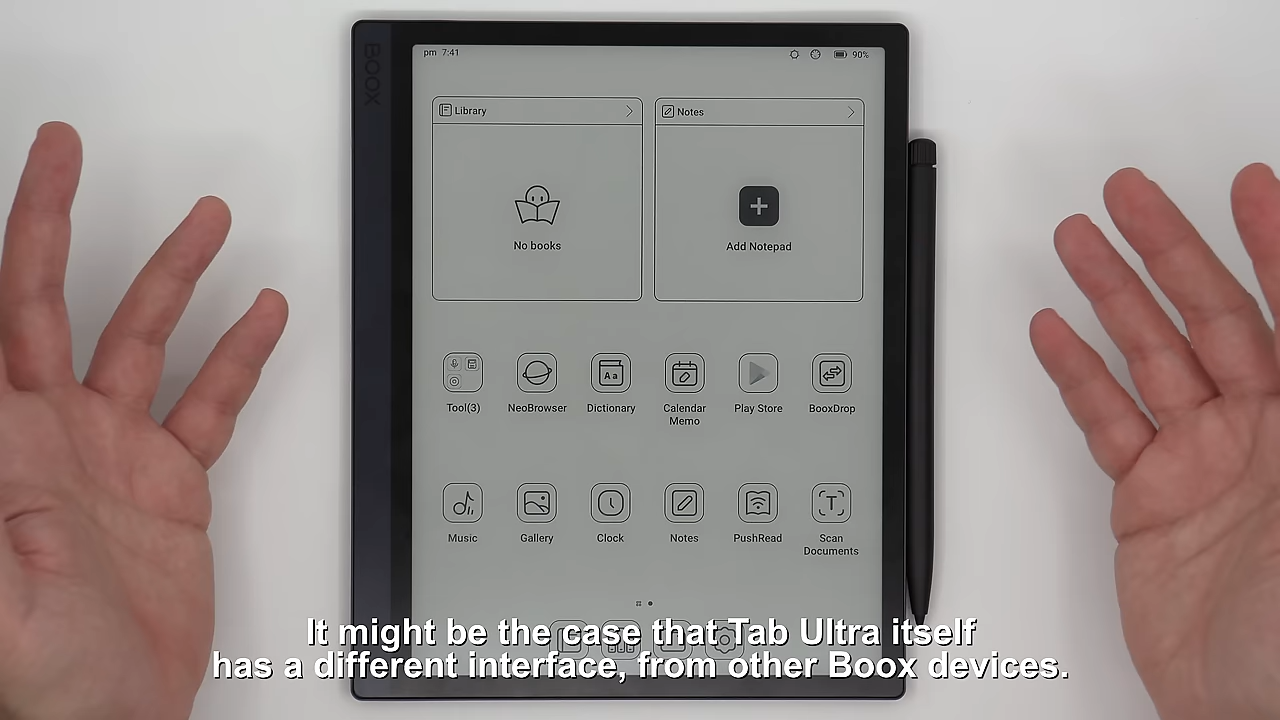 BOOX
pm 7:41
90%
Library
Notes
No books
Add Notepad
Tool(3)
NeoBrowser
Dictionary
Calendar
Memo
Play Store
BooxDrop
Aa
T
Music
Gallery
Clock
Notes
PushRead
Scan
Documents
It might be the case that Tab Ultra itself
has a different interface, from other Boox devices.